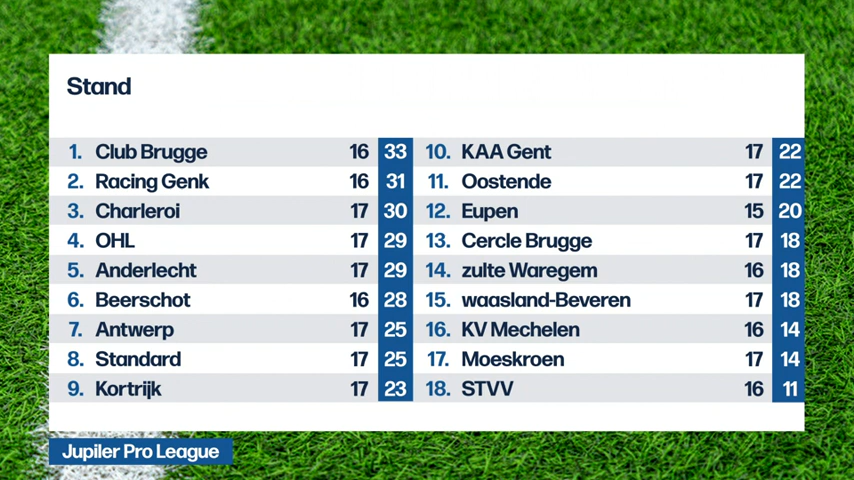 Stand
1. Club Brugge 16 33
2. Racing Genk 16 31
3. Charleroi 17 30
4. OHL 17 29
5. Anderlecht 17 29
6. Beerschot 16 28
7. Antwerp 17 25
8. Standard 17 25
9. Kortrijk 17 23
10. KAA Gent 17 22
11. Oostende 17 22
12. Eupen 15 20
13. Cercle Brugge 17 18
14. zulte Waregem 16 18
15. waasland-Beveren 17 18
16. KV Mechelen 16 14
17. Moeskroen 17 14
18. STVV 16 11
Jupiler Pro League